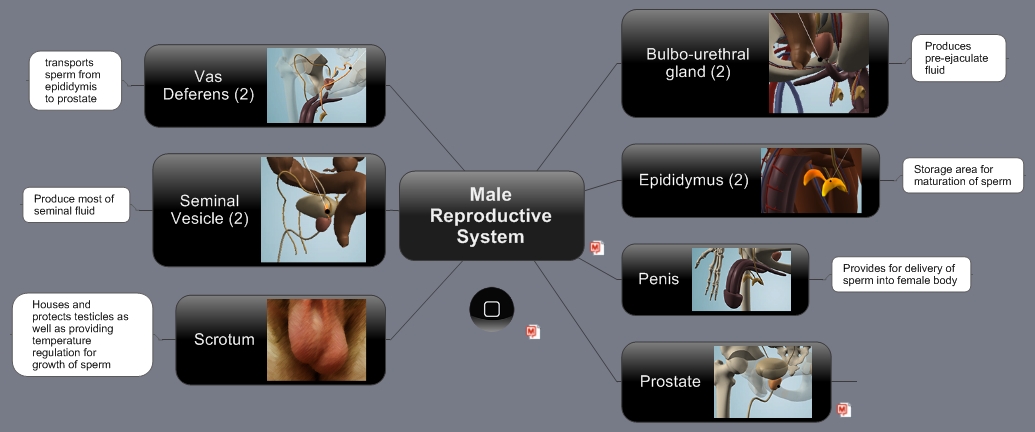 transports
sperm from
epididymis
to prostate
Vas
Deferens (2)
Produce most of
seminal fluid
Seminal
Vesicle (2)
Houses and
protects testicles as
well as providing
temperature
regulation for
growth of sperm
Scrotum
Male
Reproductive
System
Bulbo-urethral
gland (2)
Produces
pre-ejaculate
fluid
Epididymus (2)
Storage area for
maturation of sperm
Penis
Provides for delivery of
sperm into female body
Prostate